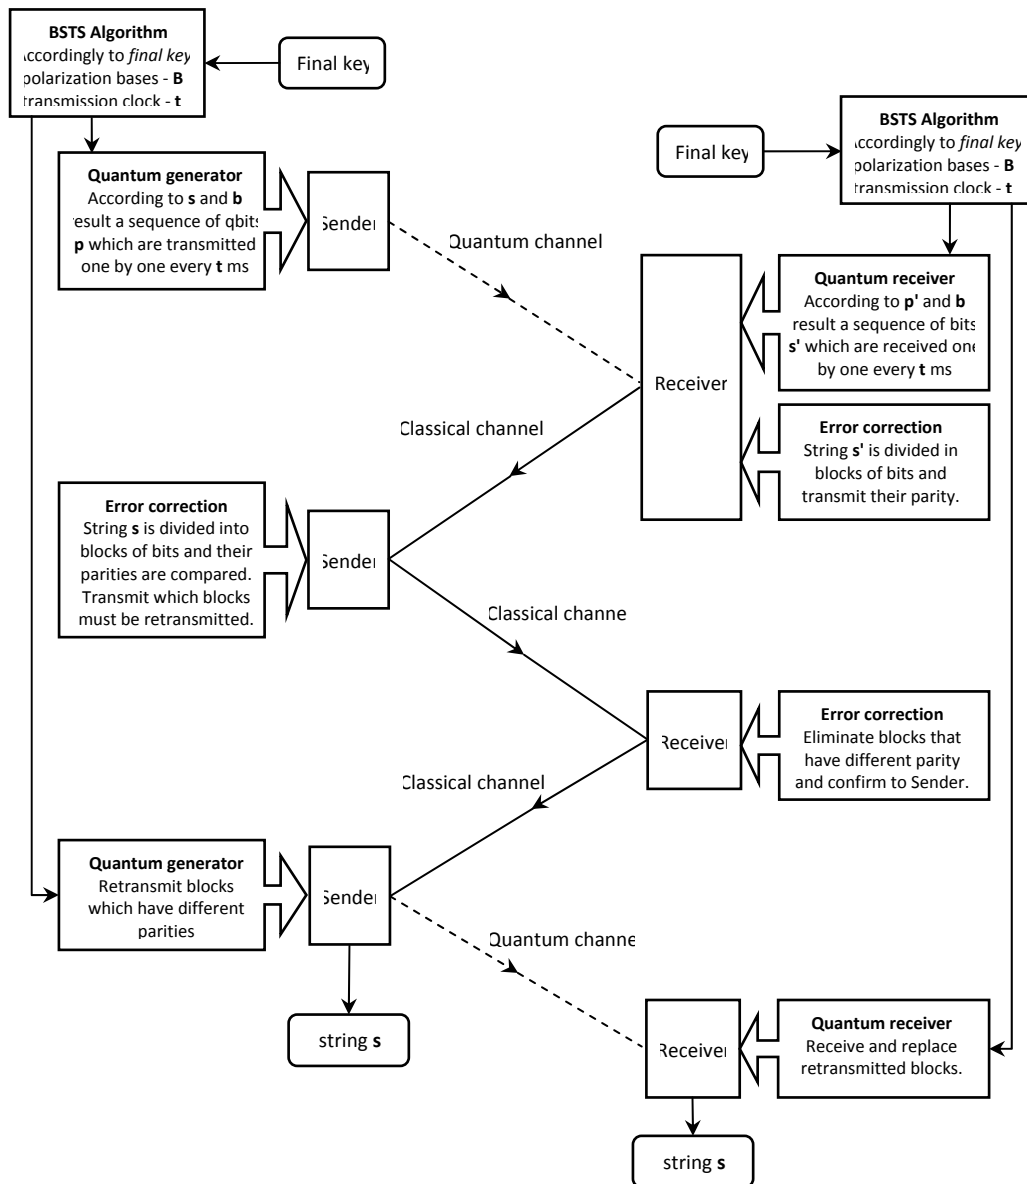 BSTS Algorithm
Accordingly to final key
polarization bases - B
transmission clock - t
Final key
BSTS Algorithm
Accordingly to final key
polarization bases - B
transmission clock - t
Final key
Quantum generator
According to s and b
result a sequence of qbits
p which are transmitted
one by one every t ms
Sender
Quantum channel
Quantum receiver
According to p' and b
result a sequence of bits
s' which are received one
by one every t ms
Receiver
Classical channel
Error correction
String s' is divided in
blocks of bits and
transmit their parity.
Error correction
String s is divided into
blocks of bits and their
parities are compared.
Transmit which blocks
must be retransmitted.
Sender
Classical channe
Error correction
Eliminate blocks that
have different parity
and confirm to Sender.
Receiver
Classical channel
Quantum generator
Retransmit blocks
which have different
parities
Sender
Quantum channe
string s
Quantum receiver
Receive and replace
retransmitted blocks.
Receiver
string s